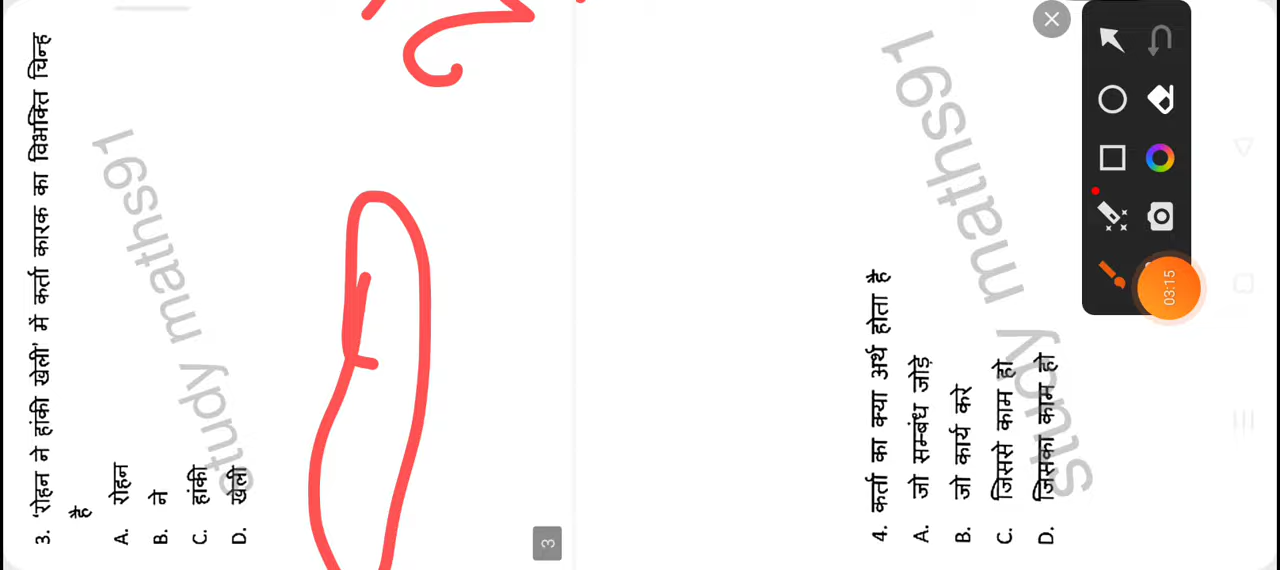 3. 'रोहन ने हांकी खेली' में कर्ता कारक का विभक्ति चिन्ह
है
A. रोहन
B. ने
C. हांकी
D. खेली
study maths91
3
4. कर्ता का क्या अर्थ होता है
A. जो सम्बंध जोड़े
B. जो कार्य करे
C. जिससे काम हो
D. जिसका काम हो
study maths91
03:15